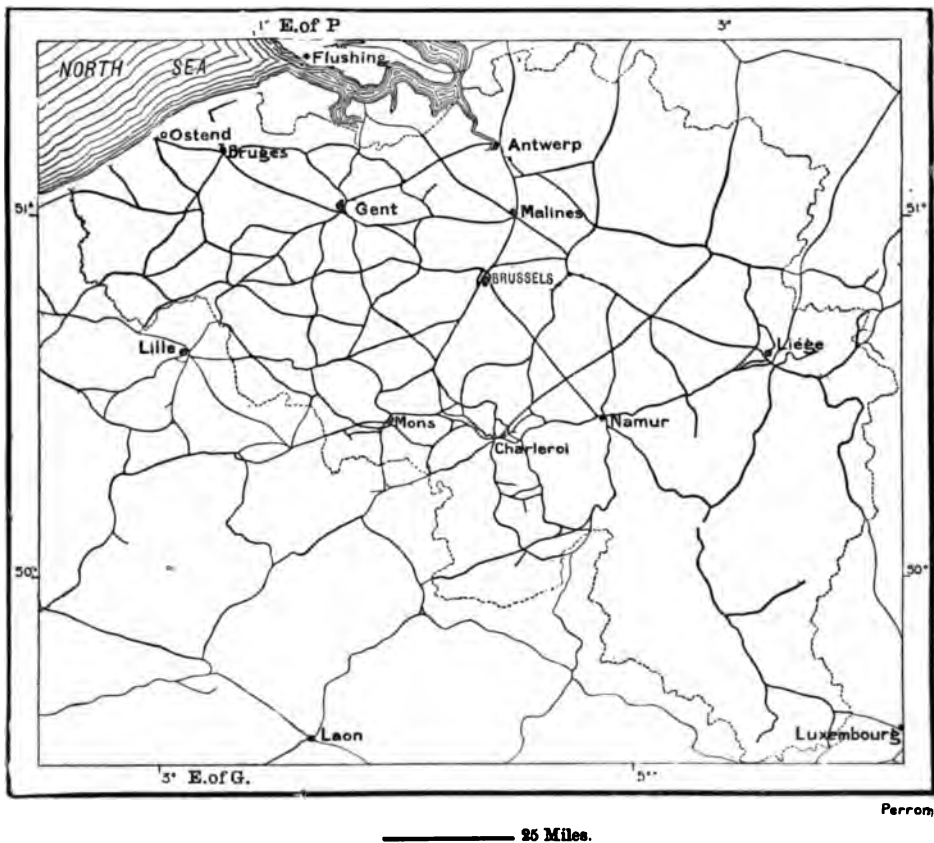 1° E. of P
3°
NORTH SEA
Flushing
Ostend
Bruges
Antwerp
51°
Gent
Malines
51°
BRUSSELS
Lille
Liége
Mons
Namur
Charleroi
50°
50°
Laon
Luxembourg
3° E. of G.
5°
Perron
25 Miles.